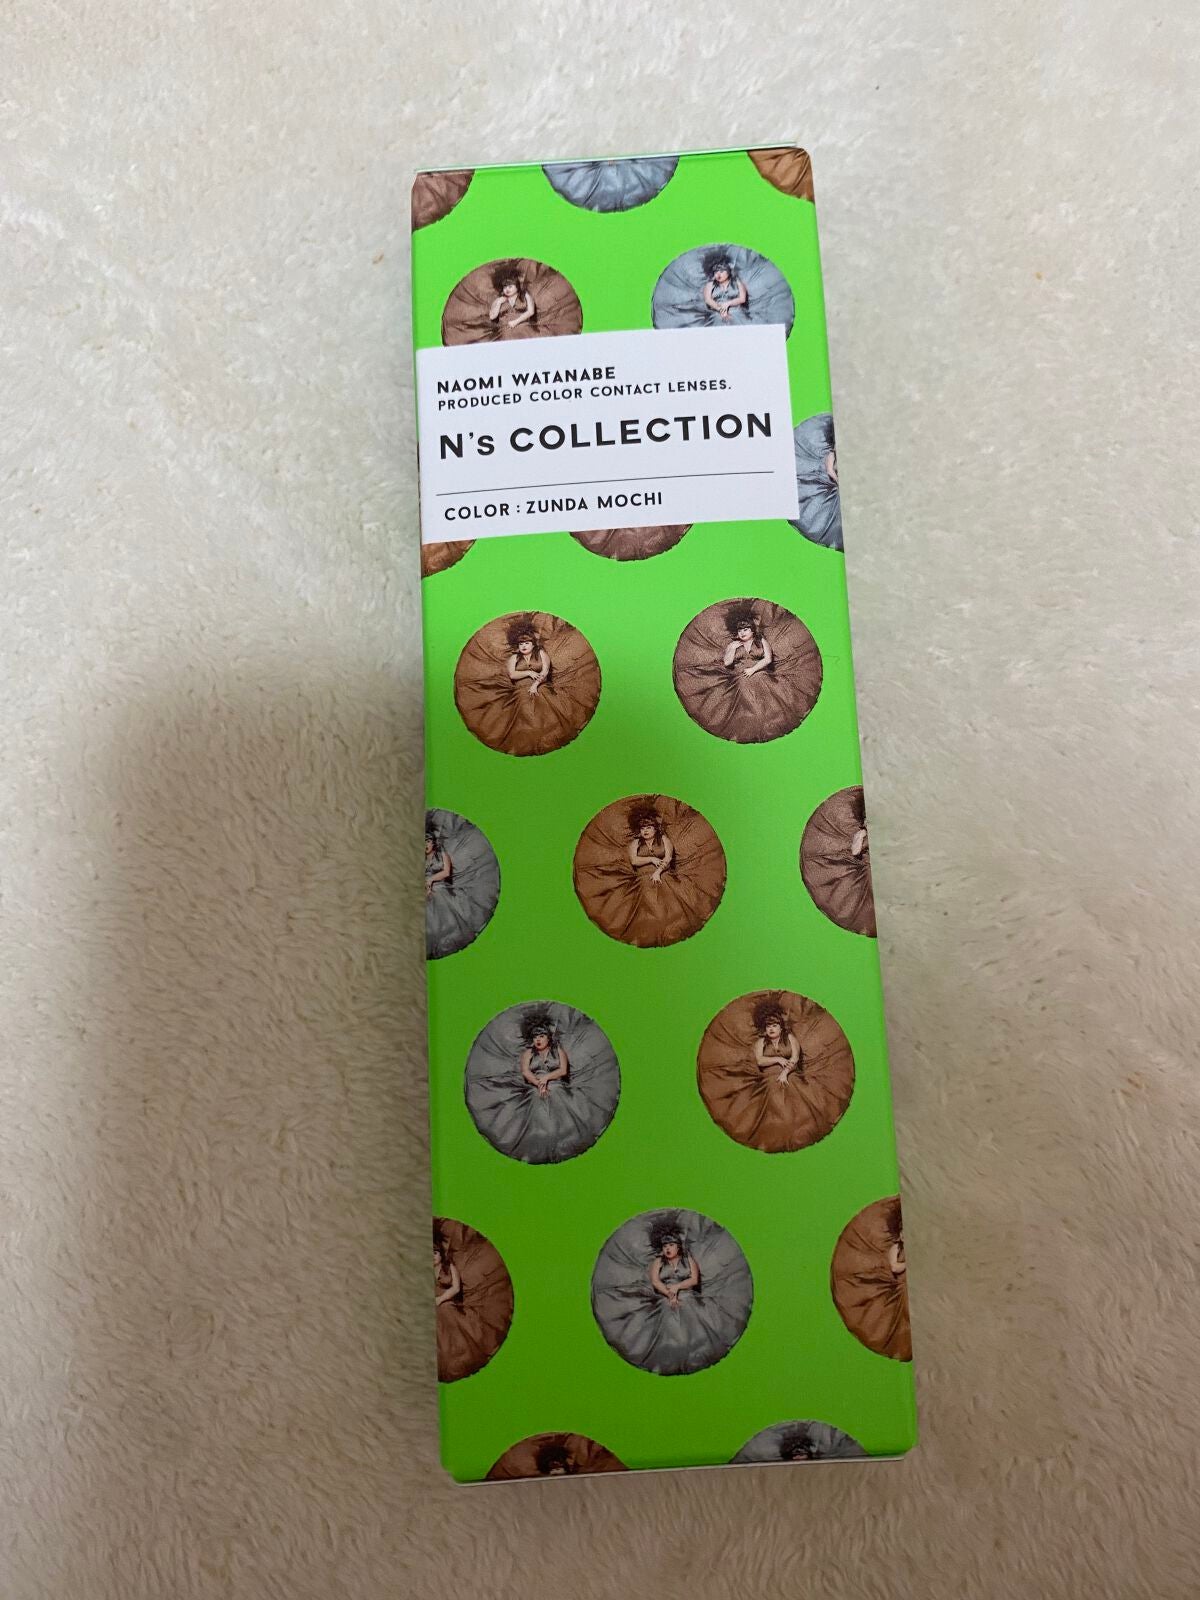 NAOMI WATANABE
PRODUCED COLOR CONTACT LENSES.
N's COLLECTION
COLOR : ZUNDA MOCHI